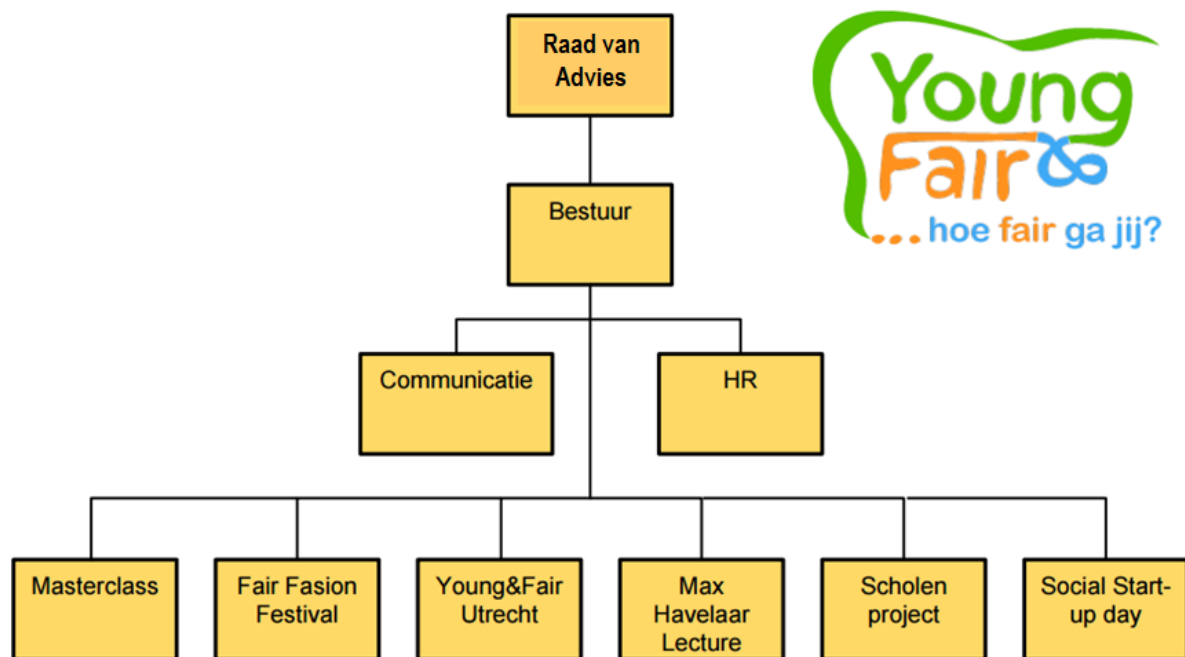 Raad van
Advies
Young
Fair &
...hoe fair ga jij?
Bestuur
Communicatie
HR
Masterclass
Fair Fasion
Festival
Young&Fair
Utrecht
Max
Havelaar
Lecture
Scholen
project
Social Start-
up day